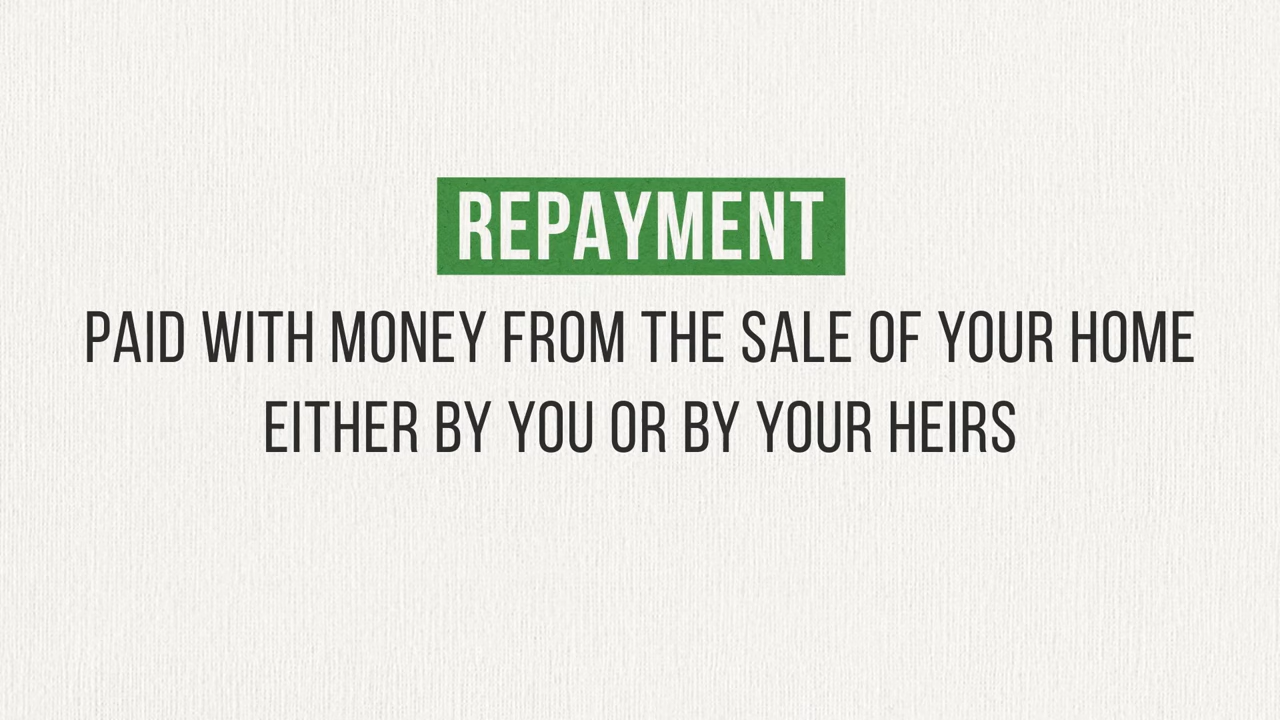 REPAYMENT
PAID WITH MONEY FROM THE SALE OF YOUR HOME
EITHER BY YOU OR BY YOUR HEIRS